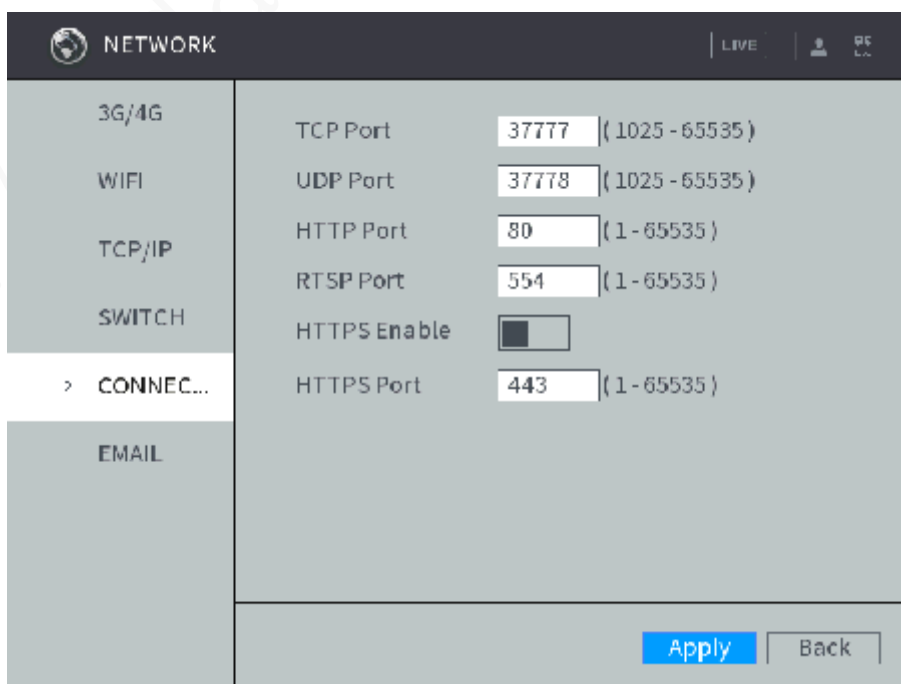 NETWORK
LIVE
3G/4G
WIFI
TCP/IP
SWITCH
> CONNEC...
EMAIL
TCP Port 37777 (1025-65535)
UDP Port 37778 (1025-65535)
HTTP Port 80 (1-65535)
RTSP Port 554 (1-65535)
HTTPS Enable
HTTPS Port 443 (1-65535)
Apply Back